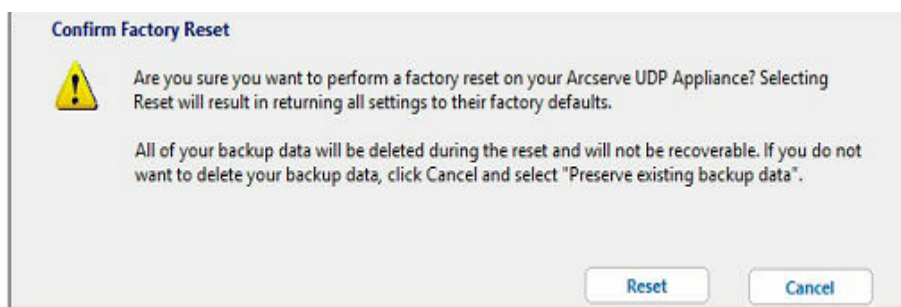 Confirm Factory Reset
Are you sure you want to perform a factory reset on your Arcserve UDP Appliance? Selecting
Reset will result in returning all settings to their factory defaults.
All of your backup data will be deleted during the reset and will not be recoverable. If you do not
want to delete your backup data, click Cancel and select "Preserve existing backup data".
Reset
Cancel